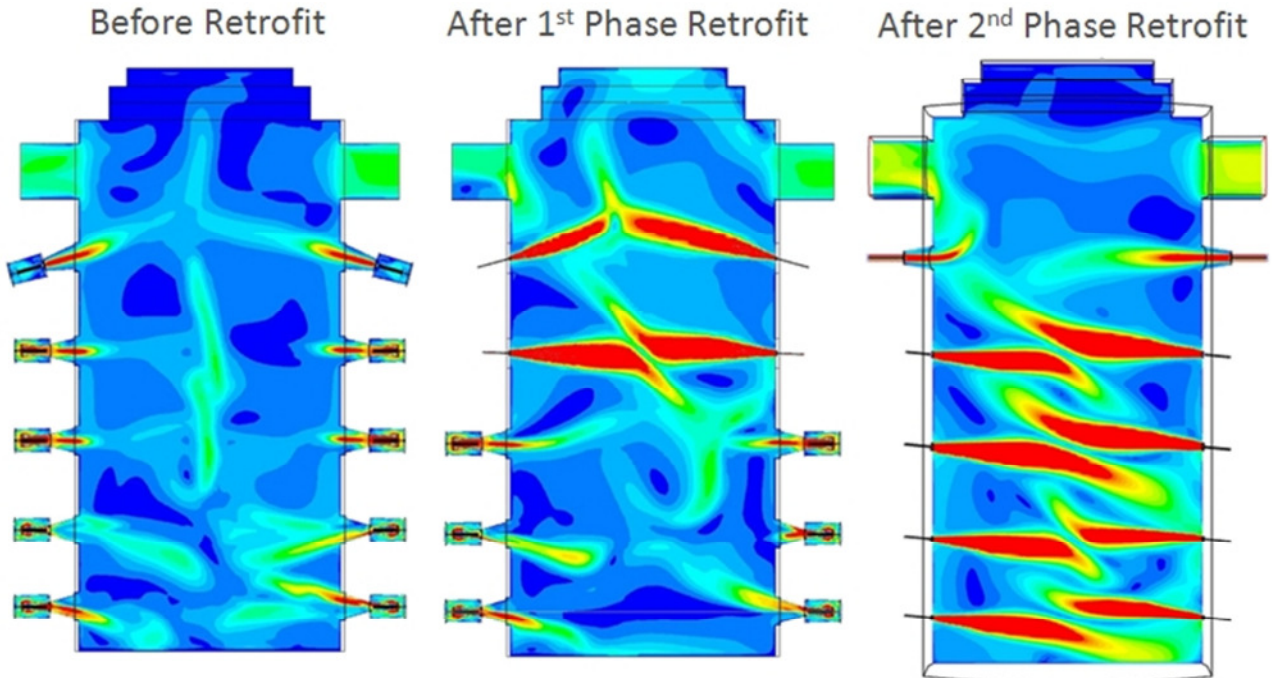 Before Retrofit
After 1st Phase Retrofit
After 2nd Phase Retrofit